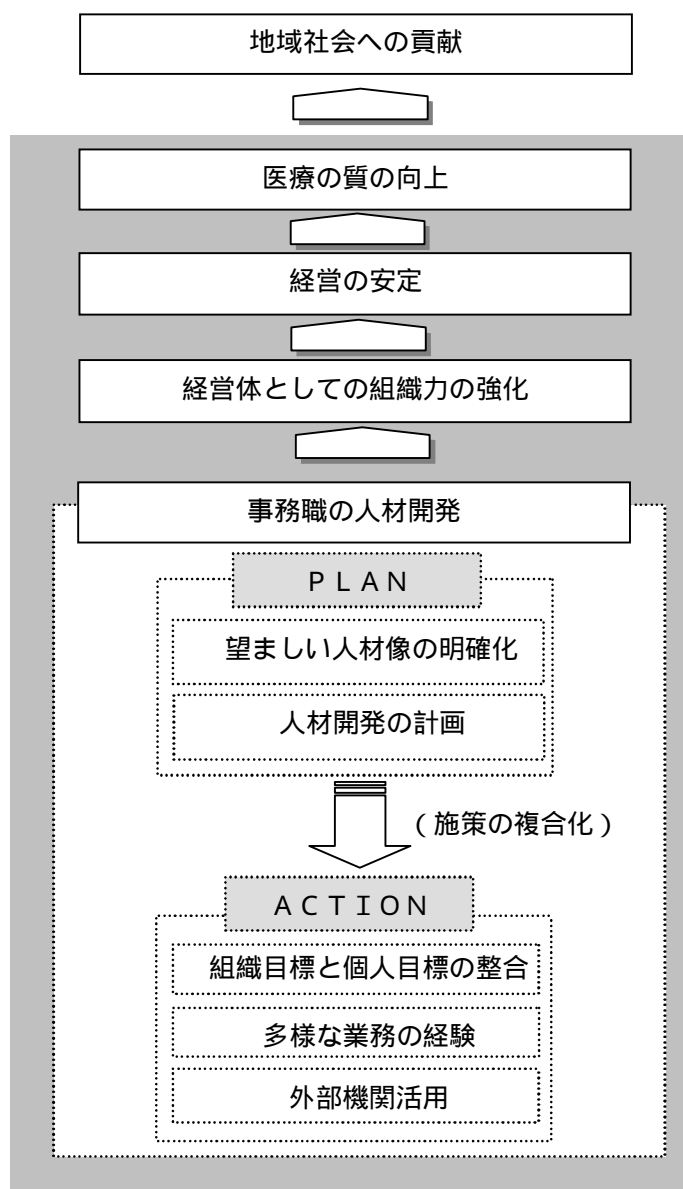 地域社会への貢献
医療の質の向上
経営の安定
経営体としての組織力の強化
事務職の人材開発
ＰＬＡＮ
望ましい人材像の明確化
人材開発の計画
（施策の複合化）
ＡＣＴＩＯＮ
組織目標と個人目標の整合
多様な業務の経験
外部機関活用